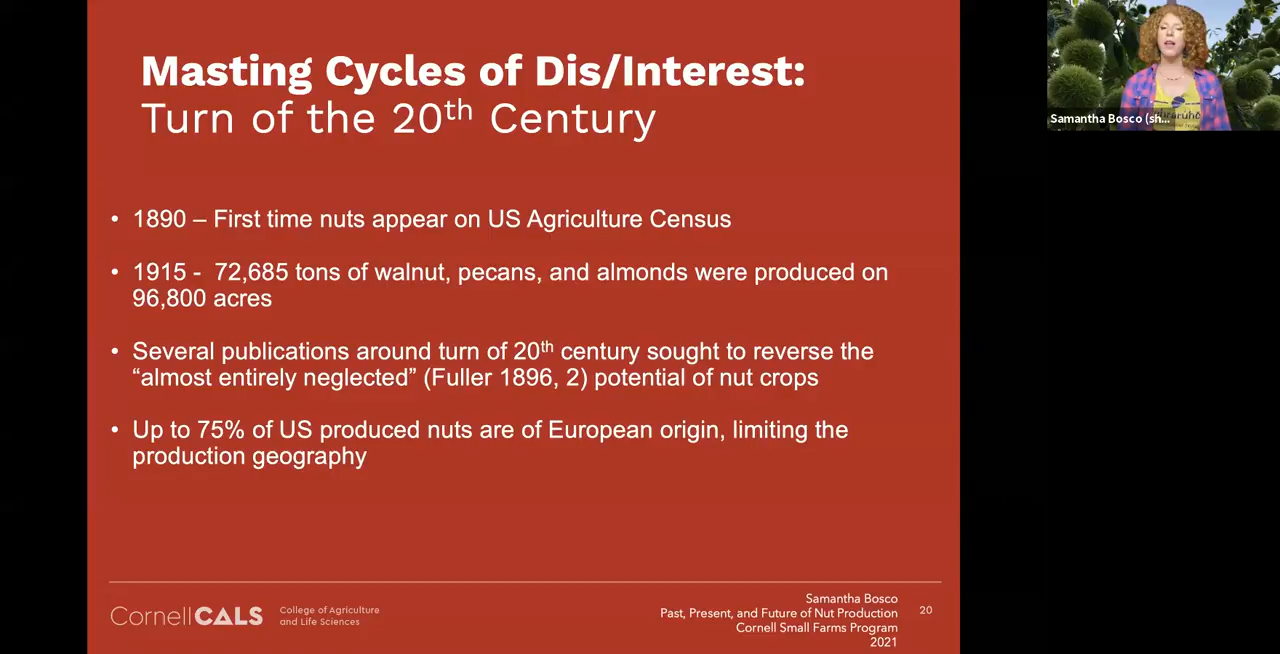 Masting Cycles of Dis/Interest:
Turn of the 20th Century
• 1890 – First time nuts appear on US Agriculture Census
• 1915 - 72,685 tons of walnut, pecans, and almonds were produced on
96,800 acres
• Several publications around turn of 20th century sought to reverse the
“almost entirely neglected” (Fuller 1896, 2) potential of nut crops
• Up to 75% of US produced nuts are of European origin, limiting the
production geography
CornellCALS
College of Agriculture
and Life Sciences
Samantha Bosco
Past, Present, and Future of Nut Production
Cornell Small Farms Program
2021
20
Samantha Bosco (sh...